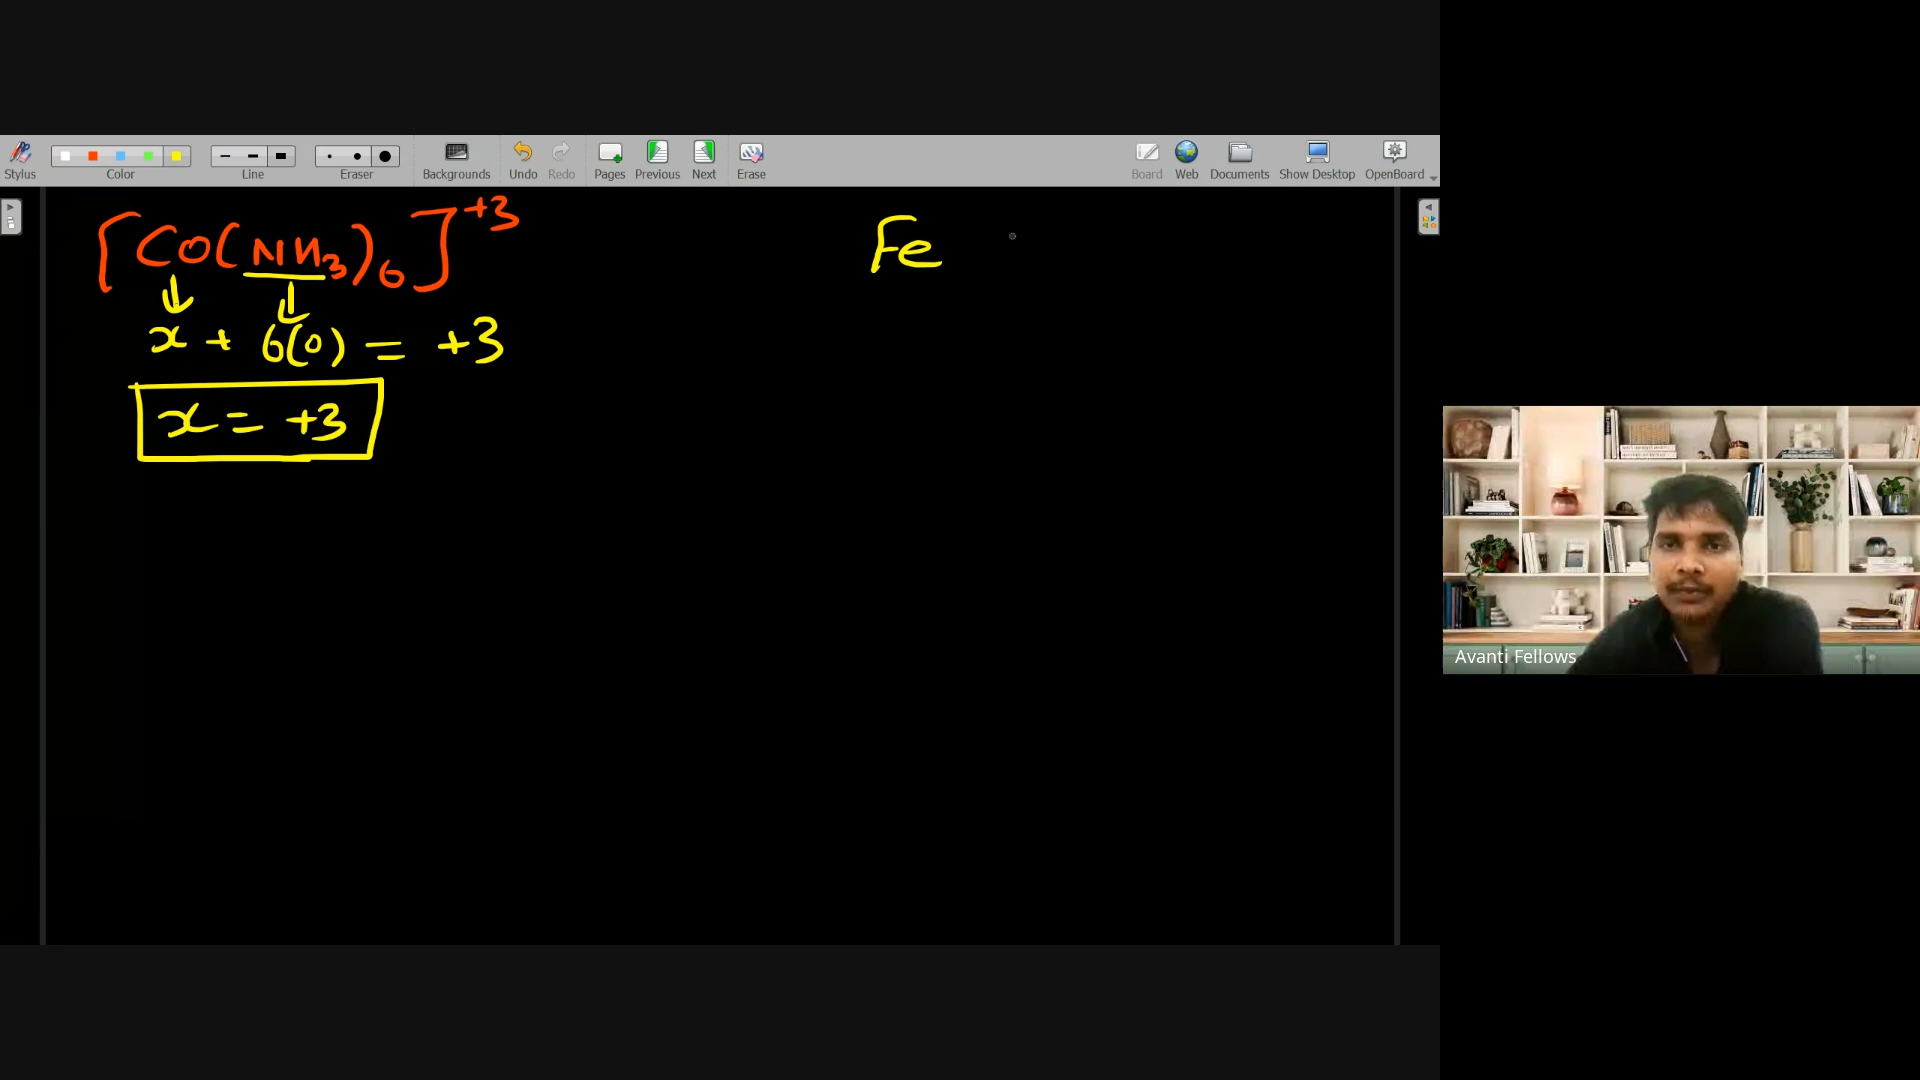 Stylus
Color
Line
Eraser
Backgrounds
Undo
Redo
Pages
Previous
Next
Erase
Board
Web
Documents
Show Desktop
OpenBoard
[CO(NH3)6]+3
x + 6(0) = +3
x = +3
Fe
Avanti Fellows